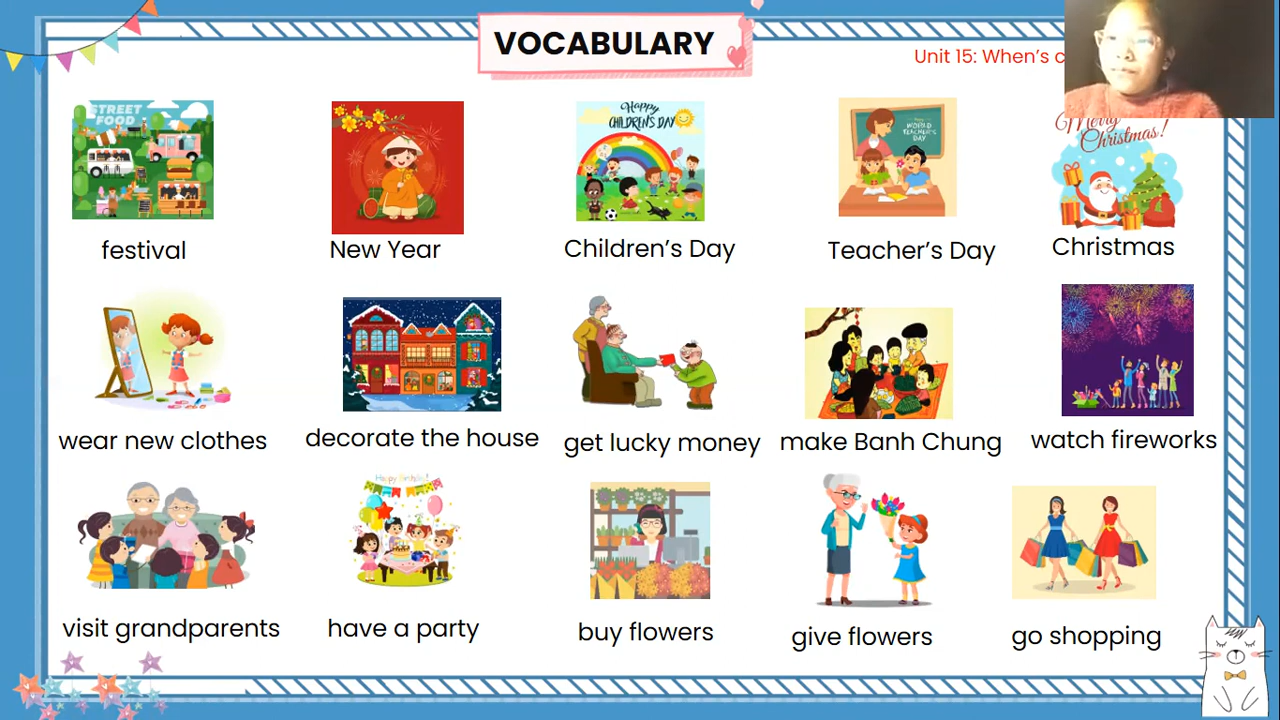 VOCABULARY
Unit 15: When's
STREET
FOOD
Happy
CHILDREN'S DAY
WORLD
TEACHER'S
DAY
Merry
Christmas!
festival
New Year
Children's Day
Teacher's Day
Christmas
wear new clothes
decorate the house
get lucky money
make Banh Chung
watch fireworks
Happy Birthday!
visit grandparents
have a party
buy flowers
give flowers
go shopping